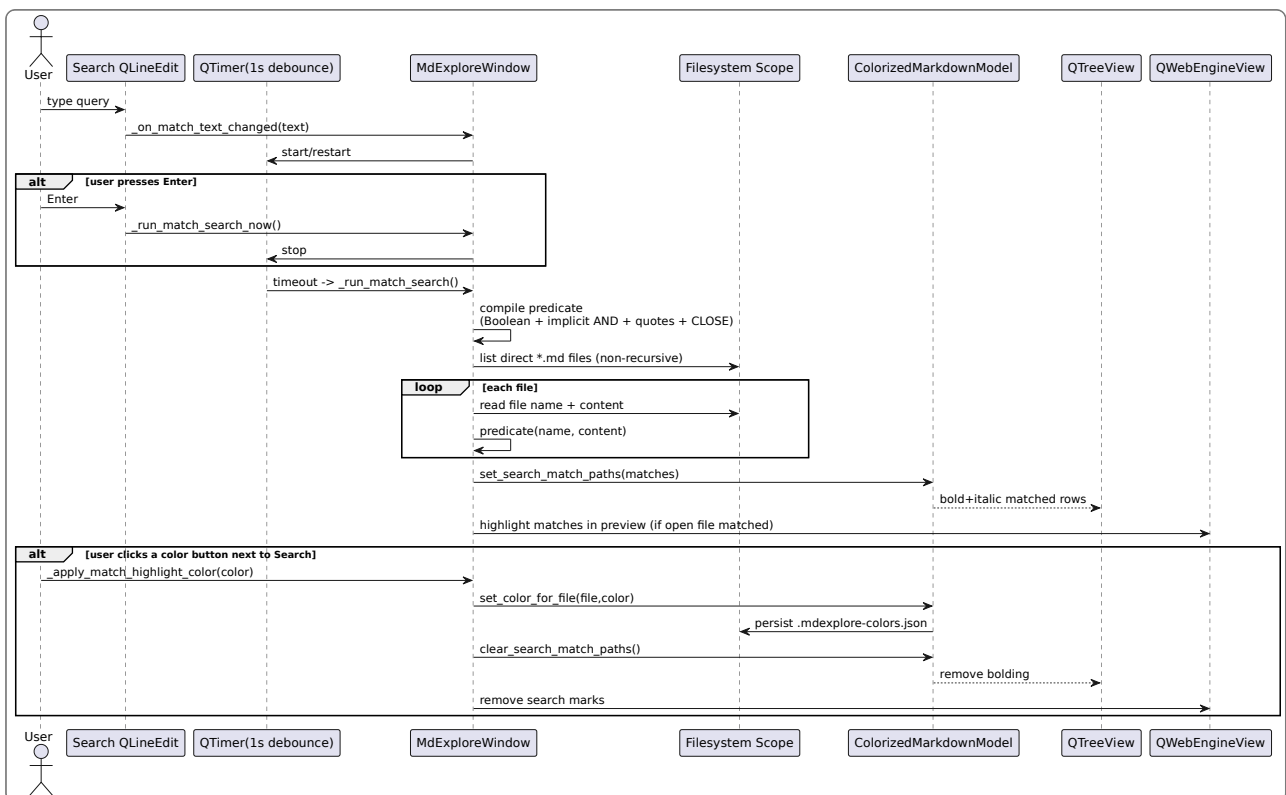 User
Search QLineEdit
QTimer(1s debounce)
MdExploreWindow
Filesystem Scope
ColorizedMarkdownModel
QTreeView
QWebEngineView
type query
_on_match_text_changed(text)
start/restart
alt [user presses Enter]
Enter
_run_match_search_now()
stop
timeout -> _run_match_search()
compile predicate
(Boolean + implicit AND + quotes + CLOSE)
list direct *.md files (non-recursive)
loop [each file]
read file name + content
predicate(name, content)
set_search_match_paths(matches)
bold+italic matched rows
highlight matches in preview (if open file matched)
alt [user clicks a color button next to Search]
_apply_match_highlight_color(color)
set_color_for_file(file,color)
persist .mdexplore-colors.json
clear_search_match_paths()
remove bolding
remove search marks
User
Search QLineEdit
QTimer(1s debounce)
MdExploreWindow
Filesystem Scope
ColorizedMarkdownModel
QTreeView
QWebEngineView